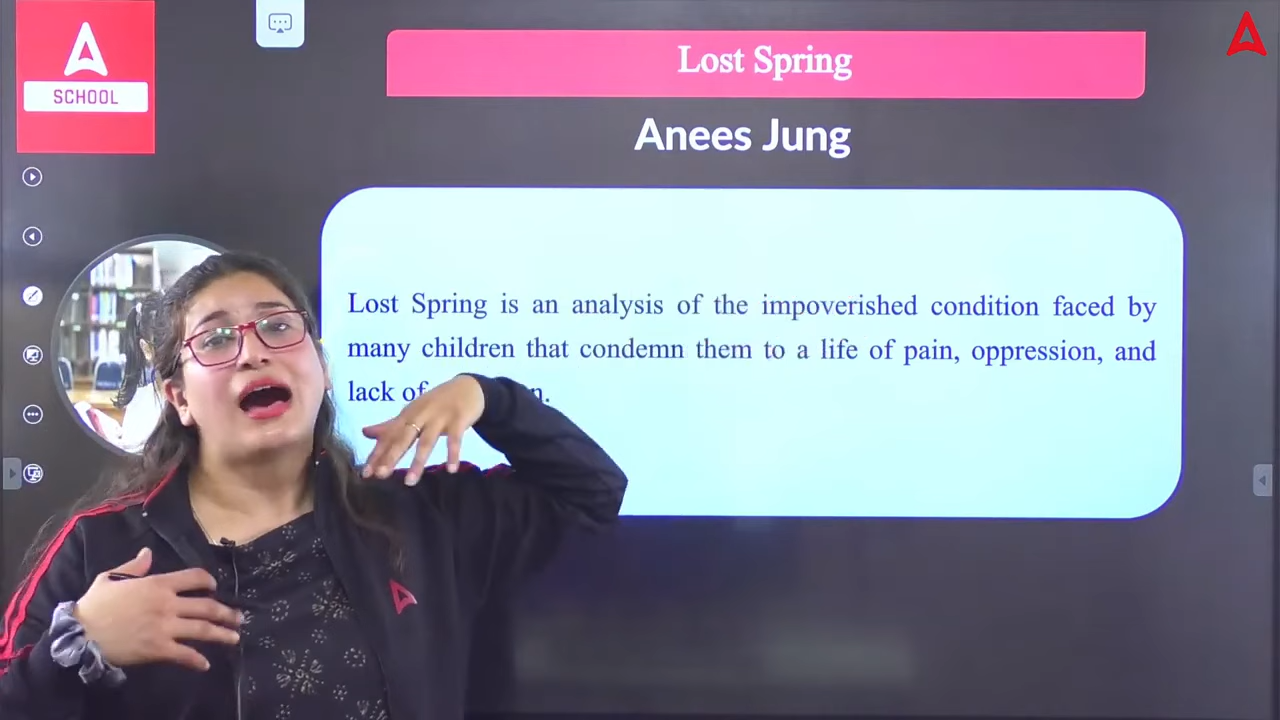 SCHOOL
Lost Spring
Anees Jung
Lost Spring is an analysis of the impoverished condition faced by
many children that condemn them to a life of pain, oppression, and
lack of